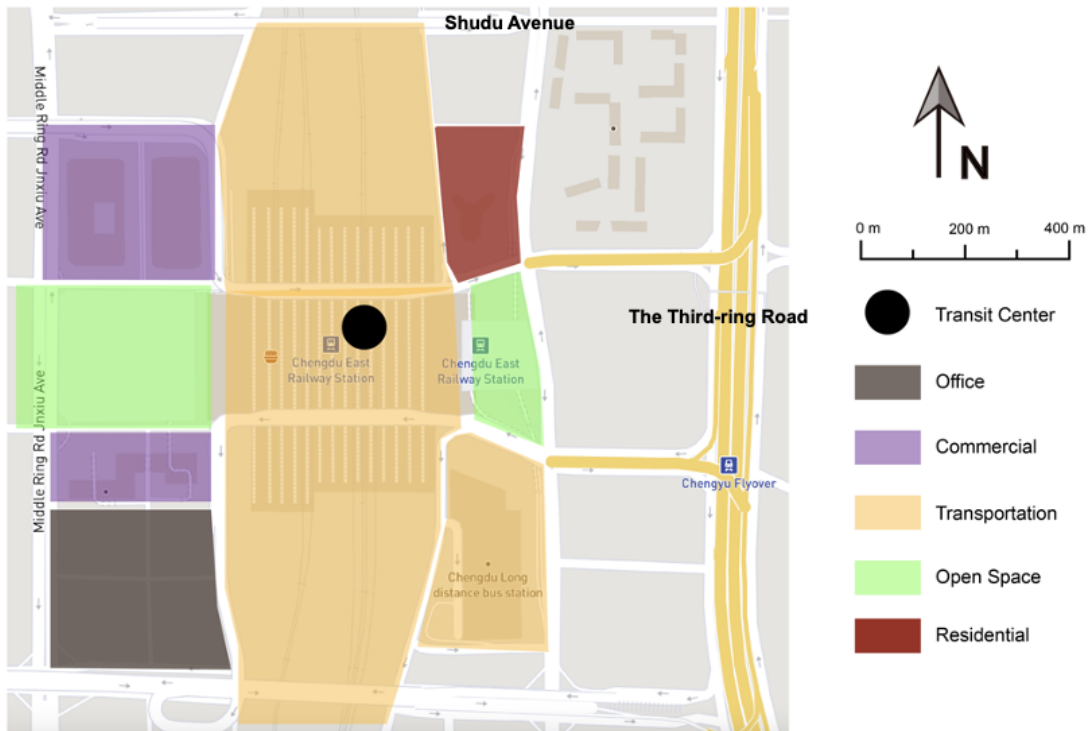 Shudu Avenue
Middle Ring Rd Jnxiu Ave
N
0 m
200 m
400 m
The Third-ring Road
Transit Center
Chengdu East
Railway Station
Chengdu East
Railway Station
Office
Middle Ring Rd Jnxiu Ave
Commercial
Chengyu Flyover
Transportation
Chengdu Long
distance bus station
Open Space
Residential